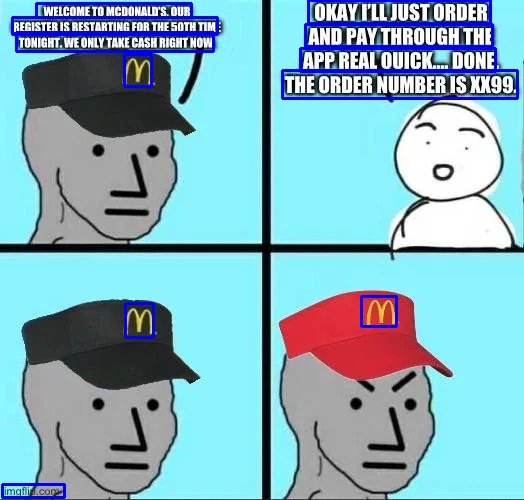 WELCOME TO MCDONALD'S. OUR
REGISTER IS RESTARTING FOR THE 50TH TIM
TONIGHT. WE ONLY TAKE CASH RIGHT NOW
OKAY I'LL JUST ORDER
AND PAY THROUGH THE
APP REAL QUICK.... DONE.
THE ORDER NUMBER IS XX99.
M
M
M
imgflip.com